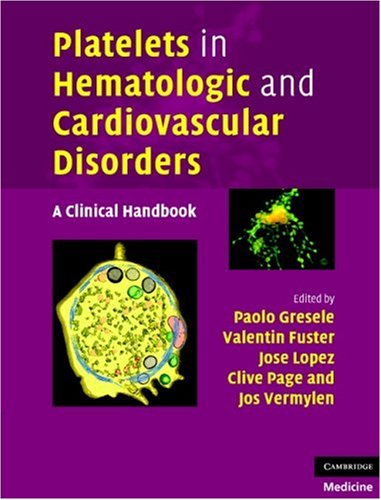 Platelets in
Hematologic and
Cardiovascular
Disorders
A Clinical Handbook
Edited by
Paolo Gresele
Valentin Fuster
Jose Lopez
Clive Page and
Jos Vermylen
CAMBRIDGE
Medicine